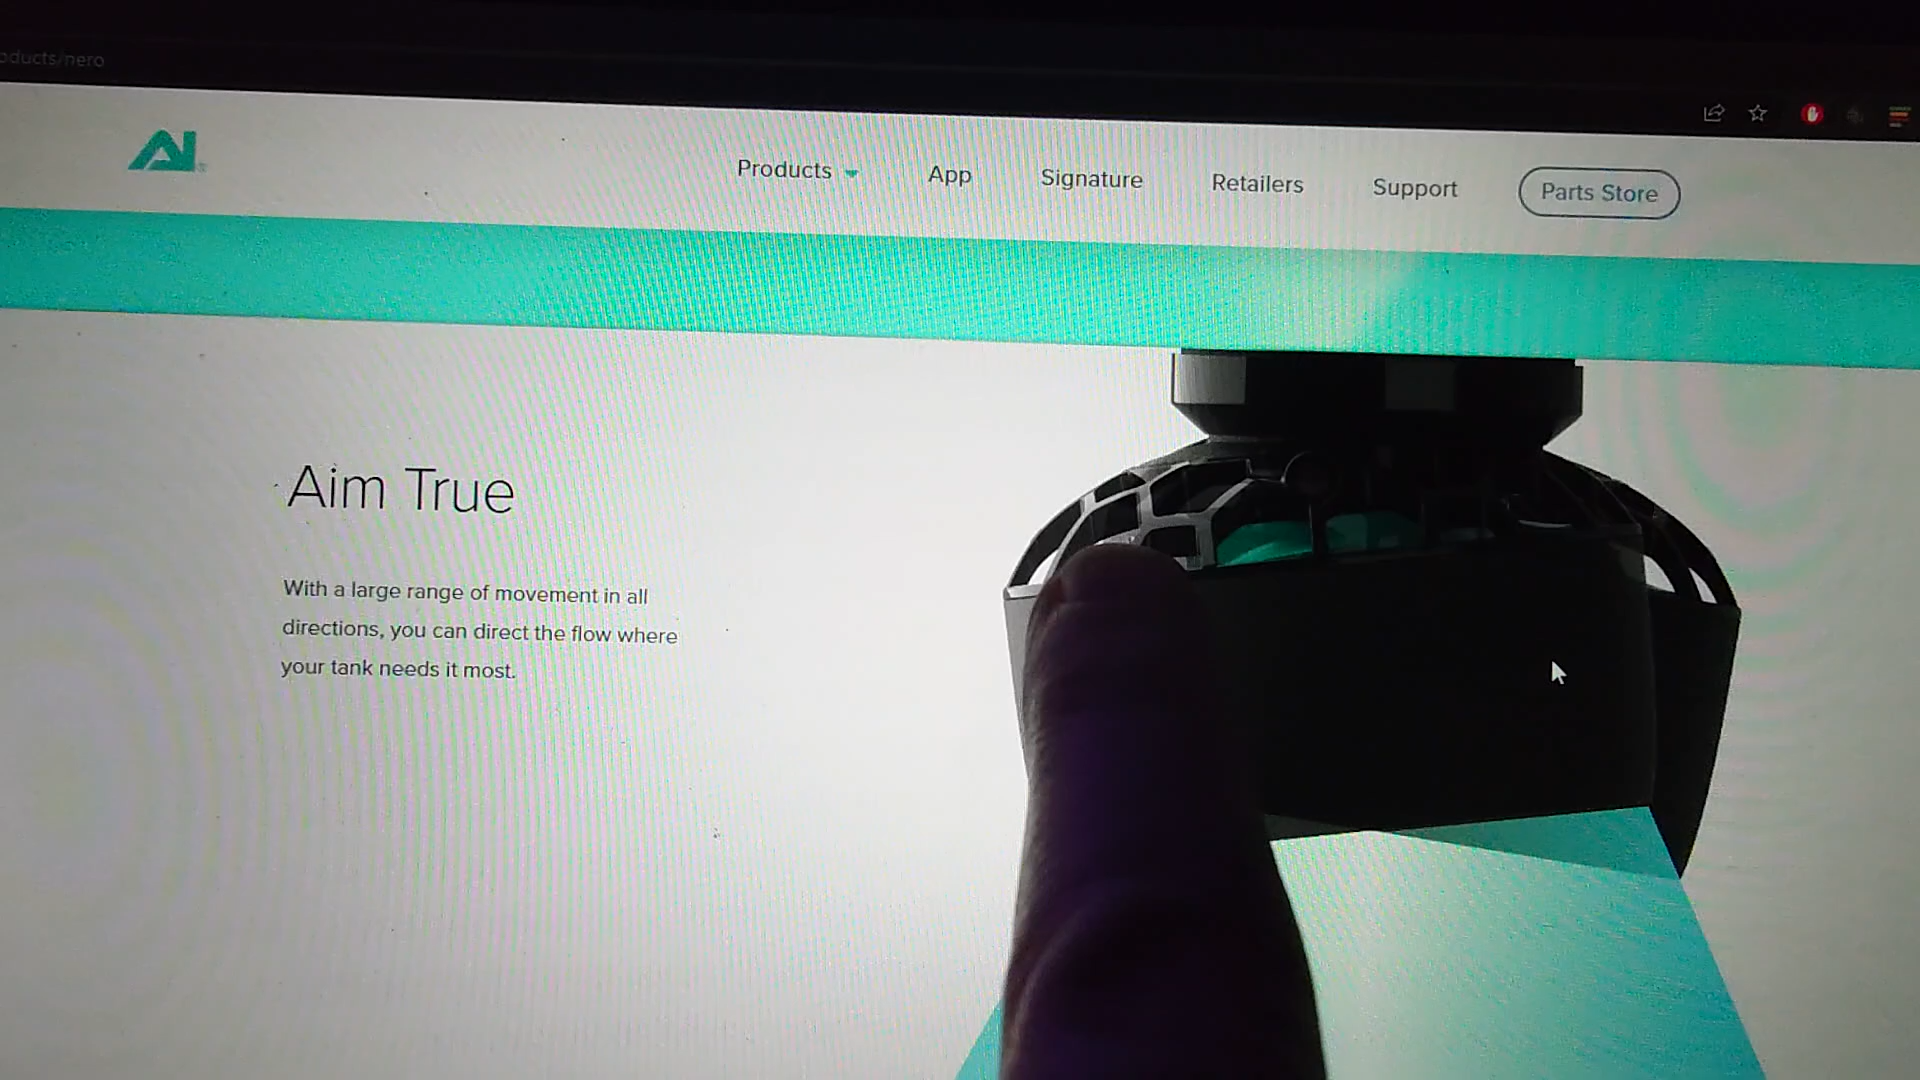 oducts/nero
AI
Products
App
Signature
Retailers
Support
Parts Store
Aim True
With a large range of movement in all
directions, you can direct the flow where
your tank needs it most.